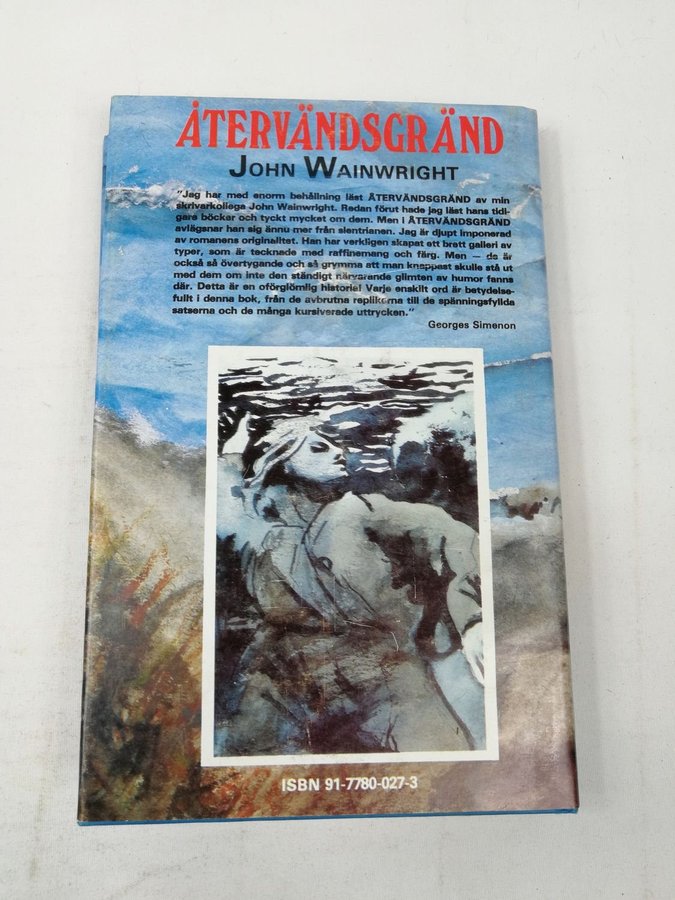 ÅTERVÄNDSGRÄND
JOHN WAINWRIGHT
"Jag har med enorm behållning läst ÅTERVÄNDSGRÄND av min
skrivarkollega John Wainwright. Redan förut hade jag läst hans tidi-
gare böcker och tyckt mycket om dem. Men i ÅTERVÄNDSGRÄND
avlägsnar han sig ännu mer från slentrianen. Jag är djupt imponerad
av romanens originalitet. Han har verkligen skapat ett brett galleri av
typer, som är tecknade med raffinemang och färg. Men — de är
också så övertygande och så grymma att man knappast skulle stå ut
med dem om inte den ständigt närvarande glimten av humor fanns
där. Detta är en oförglömlig historie! Varje enskilt ord är betydelse-
fullt i denna bok, från de avbrutna replikerna till de spänningsfyllda
satserna och de många kursiverade uttrycken."
Georges Simenon
ISBN 91-7780-027-3